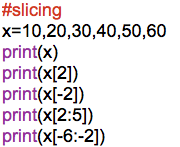 #slicing
x=10,20,30,40,50,60
print(x)
print(x[2])
print(x[-2])
print(x[2:5])
print(x[-6:-2])